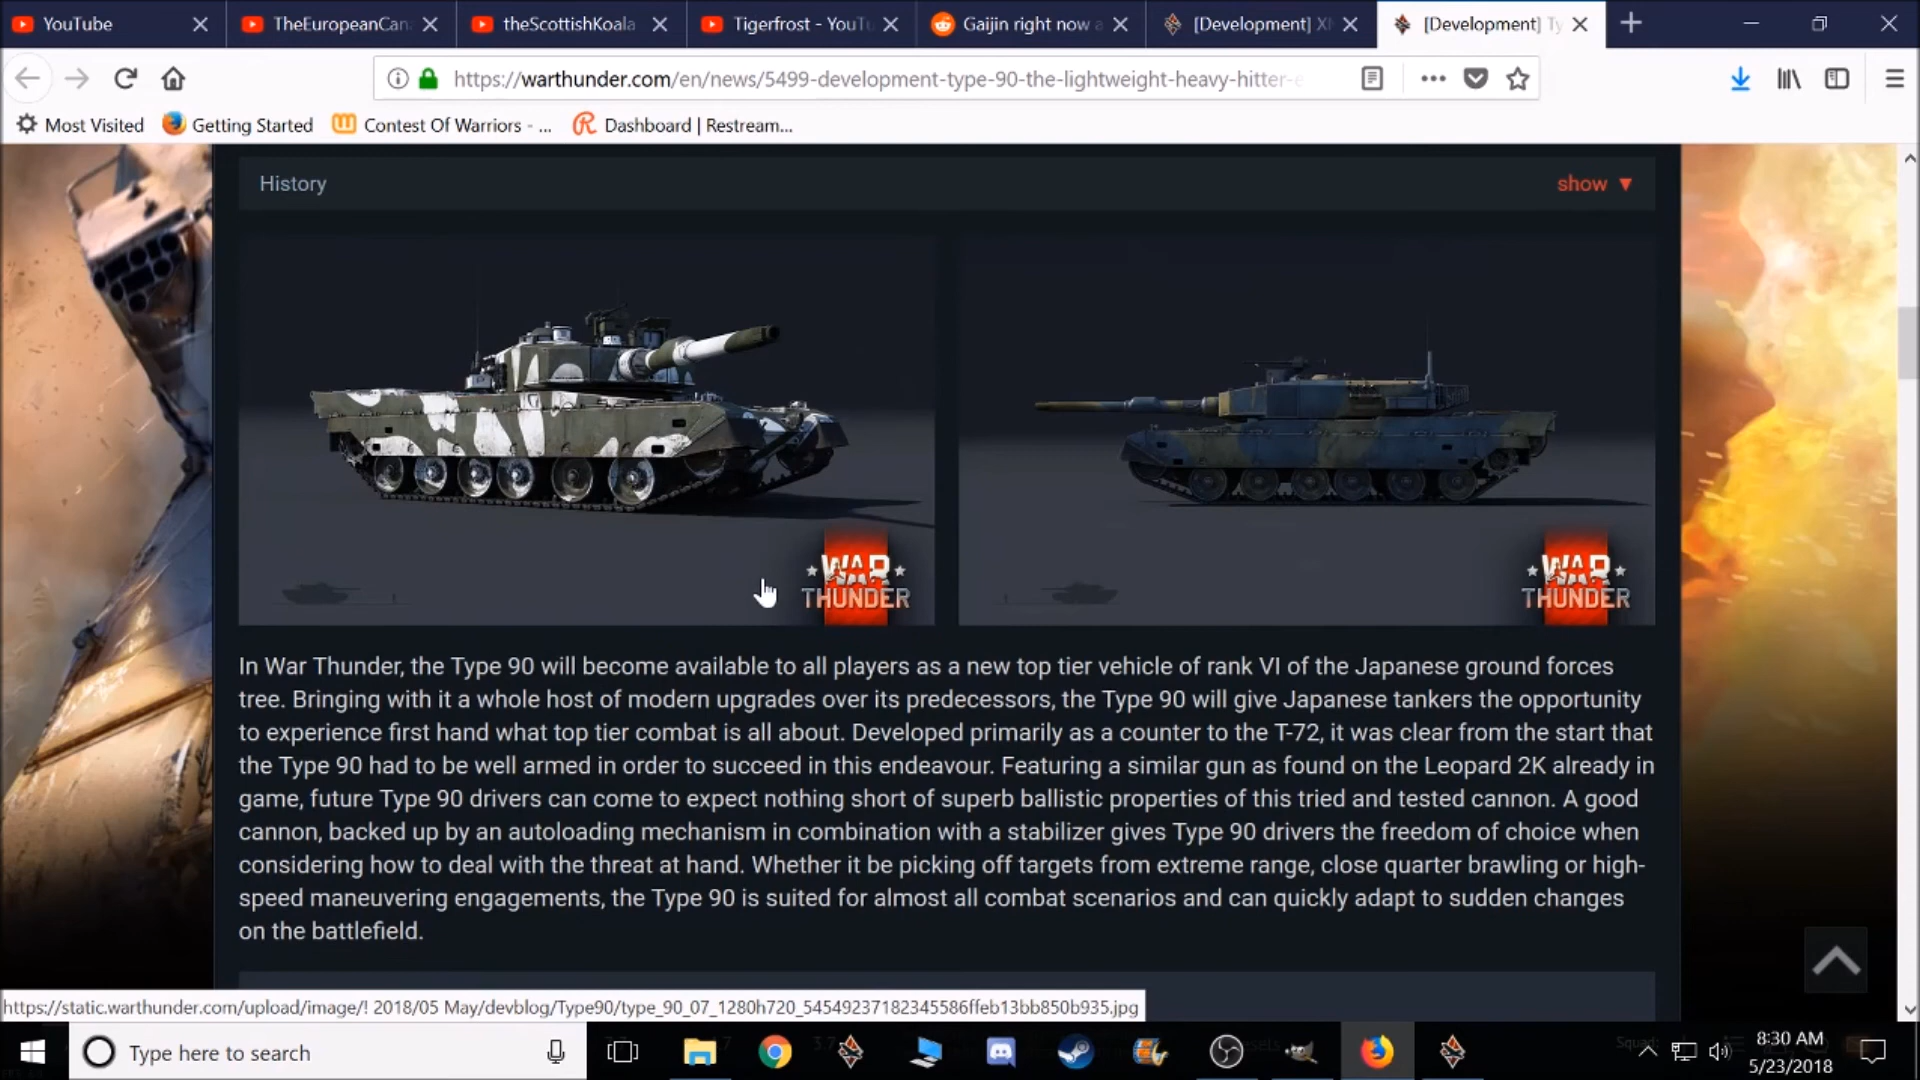 YouTube
TheEuropeanCan
theScottishKoala
Tigerfrost - YouTu
Gaijin right now a
[Development] X
[Development] Ty
https://warthunder.com/en/news/5499-development-type-90-the-lightweight-heavy-hitter-e
Most Visited
Getting Started
Contest Of Warriors - ...
Dashboard | Restream...
History
show ▼
WAR
THUNDER
WAR
THUNDER
In War Thunder, the Type 90 will become available to all players as a new top tier vehicle of rank VI of the Japanese ground forces
tree. Bringing with it a whole host of modern upgrades over its predecessors, the Type 90 will give Japanese tankers the opportunity
to experience first hand what top tier combat is all about. Developed primarily as a counter to the T-72, it was clear from the start that
the Type 90 had to be well armed in order to succeed in this endeavour. Featuring a similar gun as found on the Leopard 2K already in
game, future Type 90 drivers can come to expect nothing short of superb ballistic properties of this tried and tested cannon. A good
cannon, backed up by an autoloading mechanism in combination with a stabilizer gives Type 90 drivers the freedom of choice when
considering how to deal with the threat at hand. Whether it be picking off targets from extreme range, close quarter brawling or high-
speed maneuvering engagements, the Type 90 is suited for almost all combat scenarios and can quickly adapt to sudden changes
on the battlefield.
https://static.warthunder.com/upload/image/! 2018/05 May/devblog/Type90/type_90_07_1280h720_54549237182345586ffeb13bb850b935.jpg
Type here to search
8:30 AM
5/23/2018